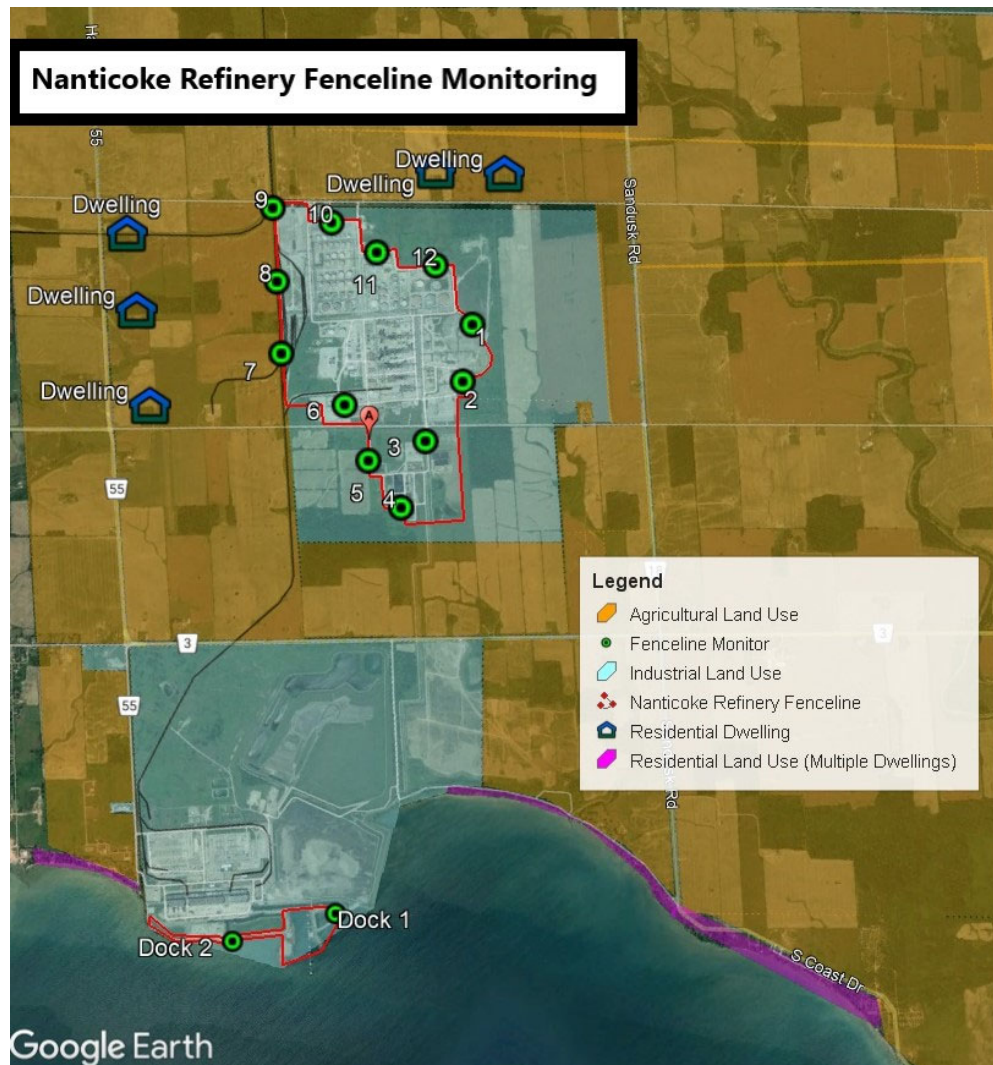 Nanticoke Refinery Fenceline Monitoring
55
Dwelling
Dwelling
Sandusk Rd
Dwelling
9
10
12
8
11
Dwelling
1
7
Dwelling
2
6
A
3
5
4
55
Legend
Agricultural Land Use
3
Fenceline Monitor
3
Industrial Land Use
55
Nanticoke Refinery Fenceline
Residential Dwelling
Residential Land Use (Multiple Dwellings)
Dock 1
Dock 2
S Coast Dr
Google Earth